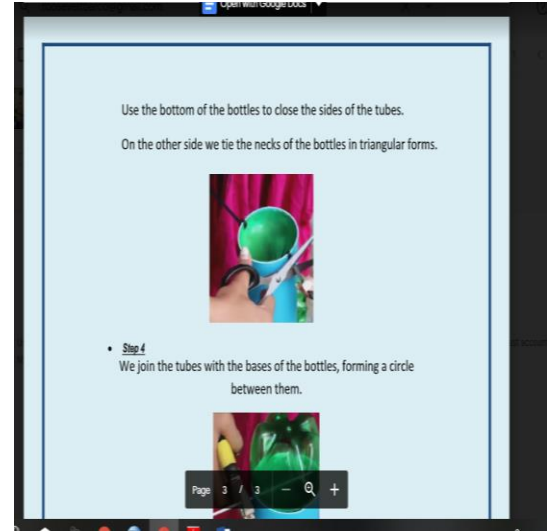 Open with Google Docs
Use the bottom of the bottles to close the sides of the tubes.
On the other side we tie the necks of the bottles in triangular forms.
• Step 4
We join the tubes with the bases of the bottles, forming a circle
between them.
Page 3 / 3